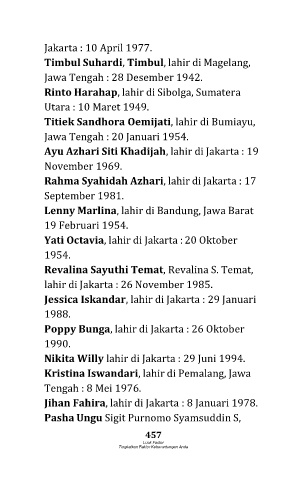 Jakarta : 10 April 1977.
Timbul Suhardi, Timbul, lahir di Magelang,
Jawa Tengah : 28 Desember 1942.
Rinto Harahap, lahir di Sibolga, Sumatera
Utara : 10 Maret 1949.
Titiek Sandhora Oemijati, lahir di Bumiayu,
Jawa Tengah : 20 Januari 1954.
Ayu Azhari Siti Khadijah, lahir di Jakarta : 19
November 1969.
Rahma Syahidah Azhari, lahir di Jakarta : 17
September 1981.
Lenny Marlina, lahir di Bandung, Jawa Barat
19 Februari 1954.
Yati Octavia, lahir di Jakarta : 20 Oktober
1954.
Revalina Sayuthi Temat, Revalina S. Temat,
lahir di Jakarta : 26 November 1985.
Jessica Iskandar, lahir di Jakarta : 29 Januari
1988.
Poppy Bunga, lahir di Jakarta : 26 Oktober
1990.
Nikita Willy lahir di Jakarta : 29 Juni 1994.
Kristina Iswandari, lahir di Pemalang, Jawa
Tengah : 8 Mei 1976.
Jihan Fahira, lahir di Jakarta : 8 Januari 1978.
Pasha Ungu Sigit Purnomo Syamsuddin S,
457
Tingkatkan Faktor Keberuntungan Anda